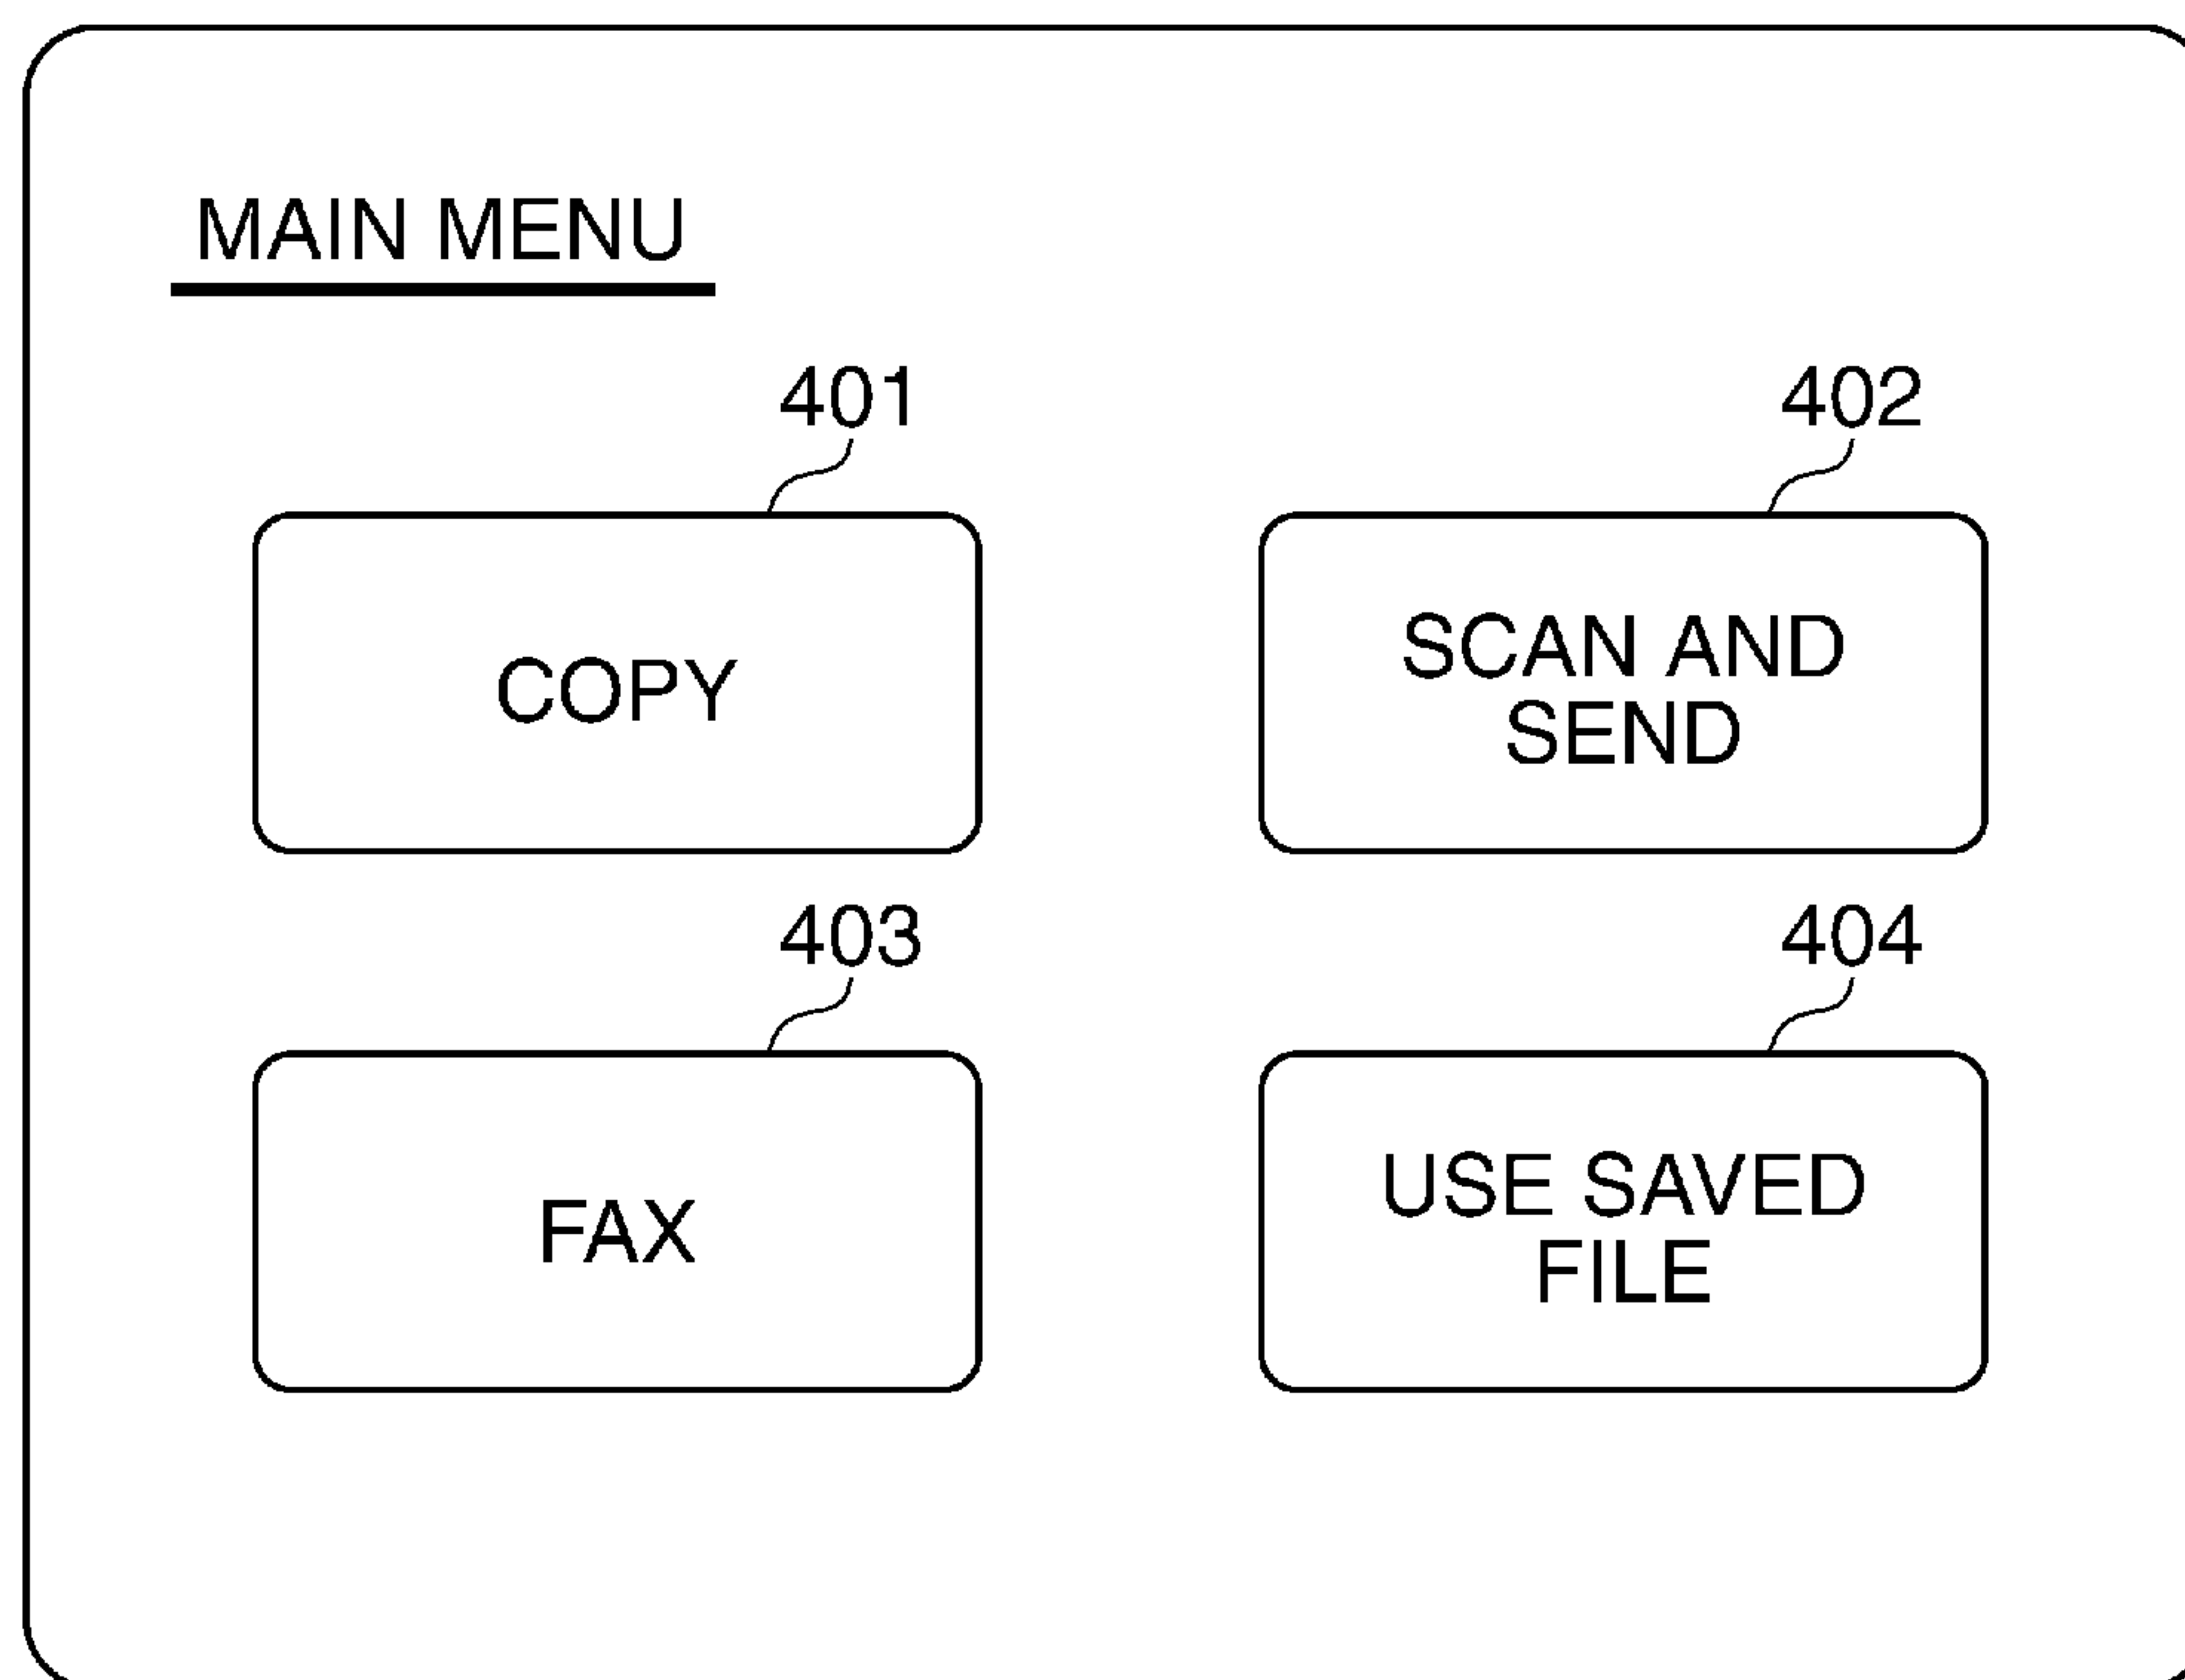 MAIN MENU
401
402
COPY
SCAN AND
SEND
403
404
FAX
USE SAVED
FILE